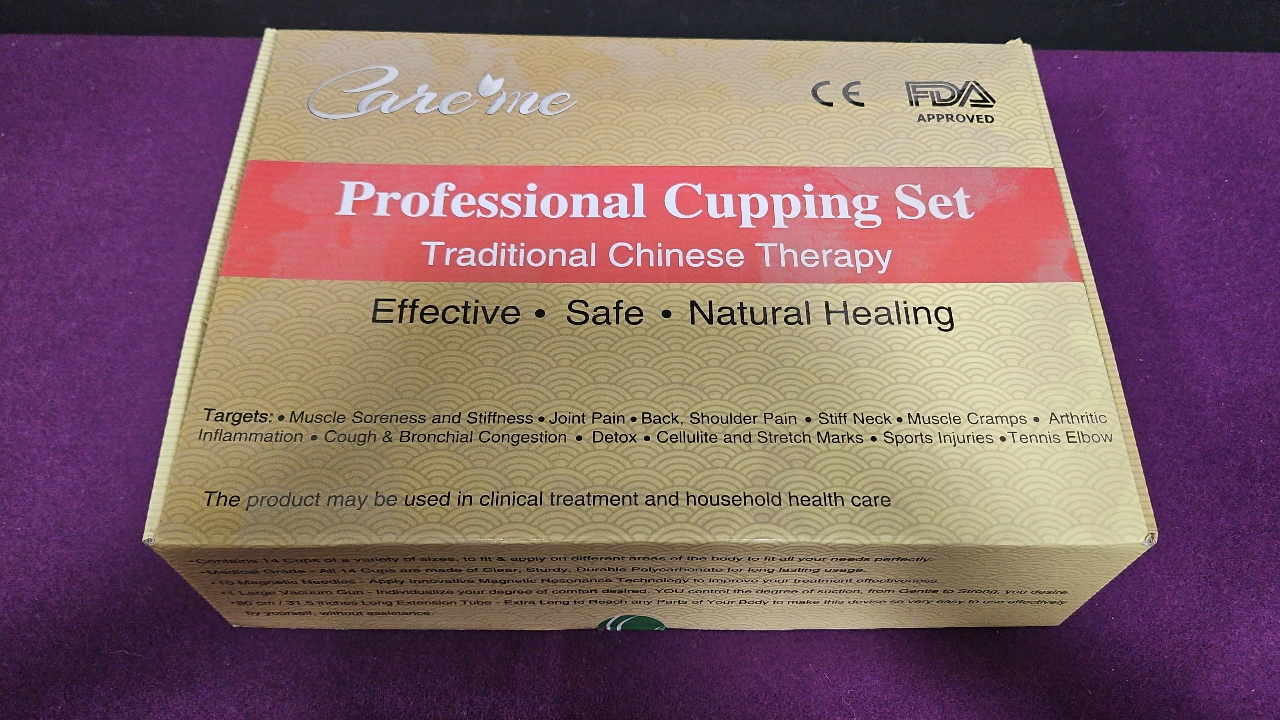 Care me
CE FDA
APPROVED
Professional Cupping Set
Traditional Chinese Therapy
Effective • Safe • Natural Healing
Targets: • Muscle Soreness and Stiffness • Joint Pain • Back, Shoulder Pain • Stiff Neck • Muscle Cramps • Arthritic
Inflammation • Cough & Bronchial Congestion • Detox • Cellulite and Stretch Marks • Sports Injuries • Tennis Elbow
The product may be used in clinical treatment and household health care
•Contains 14 Cups of a variety of sizes, to fit & apply on different areas of the body to fit all your needs perfectly.
•Medical Grade - All 14 Cups are made of Clear, Sturdy, Durable Polycarbonate for long lasting usage.
•10 Magnetic Needles - Apply Innovative Magnetic Resonance Technology to improve your treatment effectiveness.
•1 Large Vacuum Gun - Individualize your degree of comfort desired. YOU control the degree of suction, from Gentle to Strong, you desire.
•80 cm / 31.5 Inches Long Extension Tube - Extra Long to Reach any Parts of Your Body to make this device so very easy to use effectively
by yourself, without assistance.